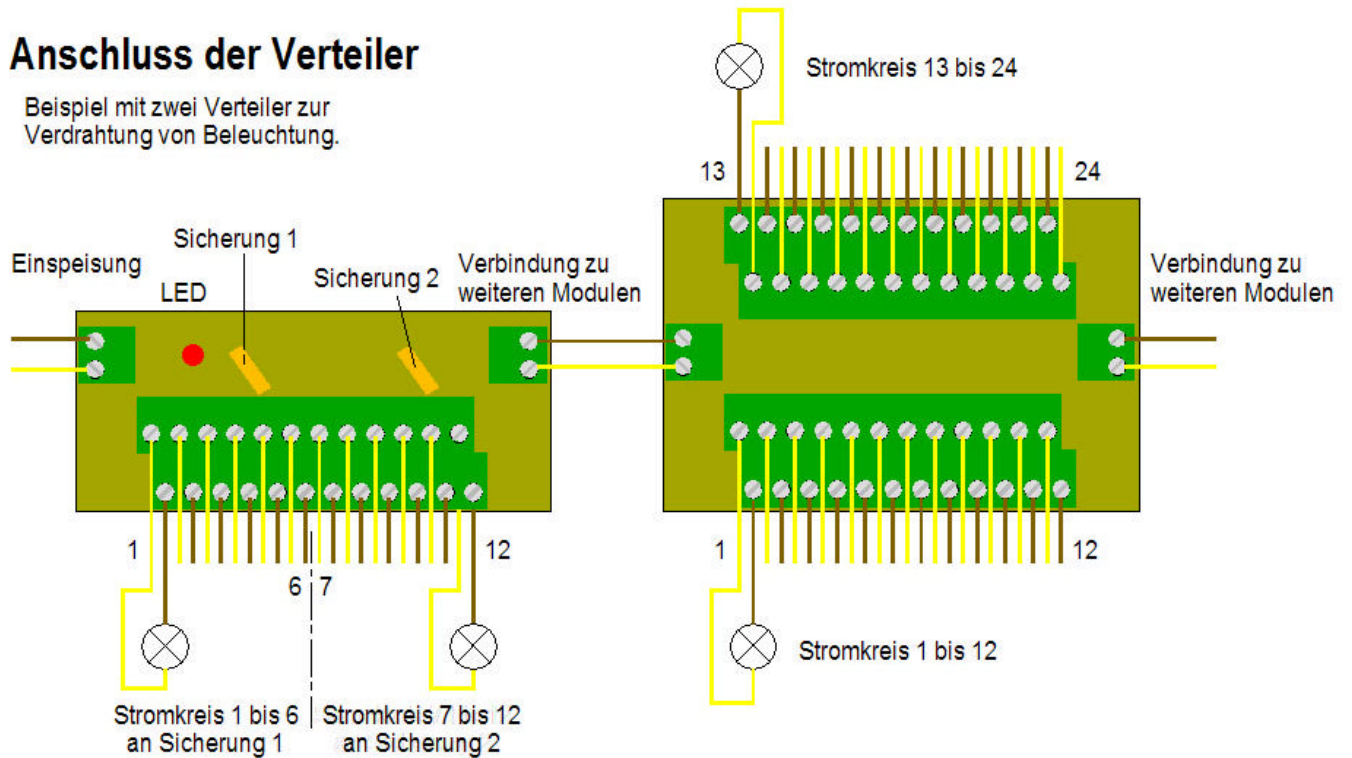 Anschluss der Verteiler
Beispiel mit zwei Verteiler zur
Verdrahtung von Beleuchtung.
Stromkreis 13 bis 24
13
24
Einspeisung
Sicherung 1
LED
Sicherung 2
Verbindung zu
weiteren Modulen
Verbindung zu
weiteren Modulen
1
6
7
12
1
12
Stromkreis 1 bis 12
Stromkreis 1 bis 6
an Sicherung 1
Stromkreis 7 bis 12
an Sicherung 2